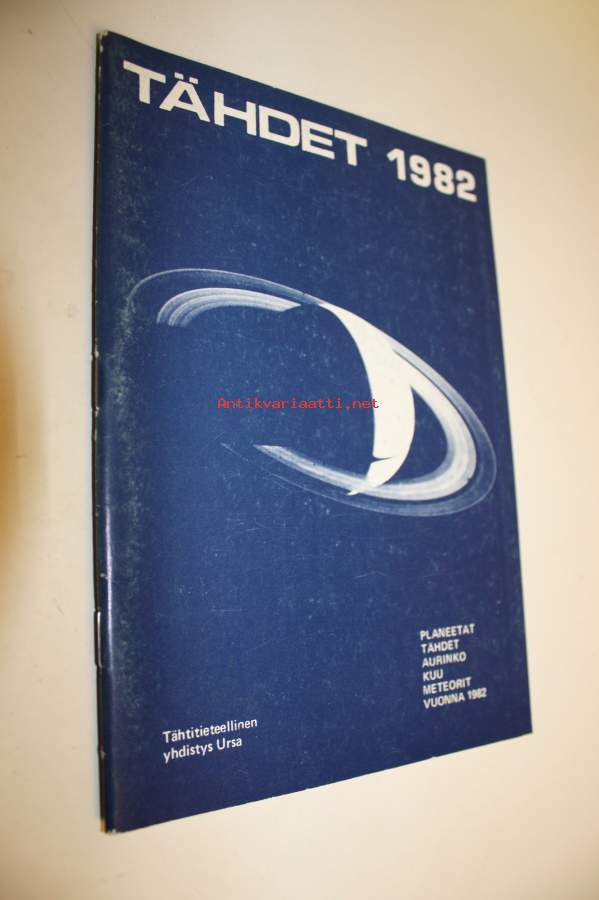 TÄHDET 1982
Antikvariaatti.net
PLANEETAT
TÄHDET
AURINKO
KUU
METEORIT
VUONNA 1982
Tähtitieteellinen
yhdistys Ursa